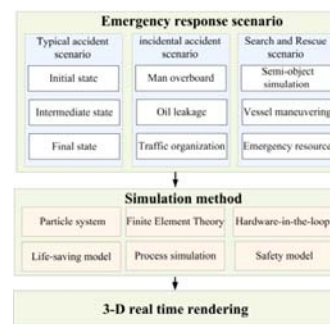 Emergency response scenario
Typical accident
scenario
incidental accident
scenario
Search and Rescue
scenario
Initial state
Man overboard
Semi-object
simulation
Intermediate state
Oil leakage
Vessel maneuvering
Final state
Traffic organization
Emergency resource
Simulation method
Particle system
Finite Element Theory
Hardware-in-the-loop
Life-saving model
Process simulation
Safety model
3-D real time rendering